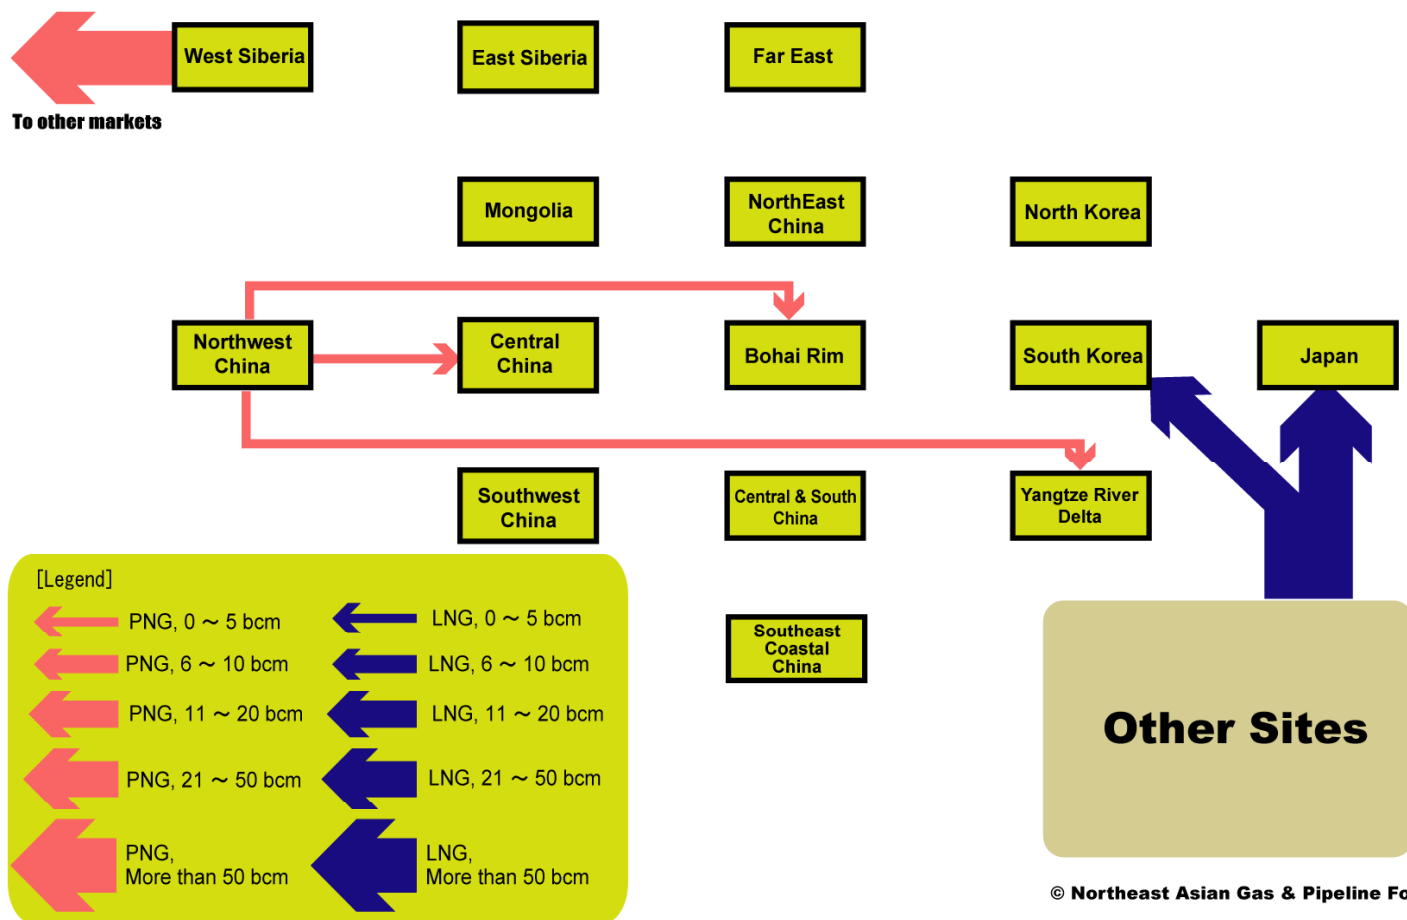 West Siberia
East Siberia
Far East
To other markets
Mongolia
NorthEast
China
North Korea
Northwest
China
Central
China
Bohai Rim
South Korea
Japan
Southwest
China
Central & South
China
Yangtze River
Delta
[Legend]
PNG, 0 ～ 5 bcm
LNG, 0 ～ 5 bcm
PNG, 6 ～ 10 bcm
LNG, 6 ～ 10 bcm
PNG, 11 ～ 20 bcm
LNG, 11 ～ 20 bcm
PNG, 21 ～ 50 bcm
LNG, 21 ～ 50 bcm
PNG,
More than 50 bcm
LNG,
More than 50 bcm
Southeast
Coastal
China
Other Sites
© Northeast Asian Gas & Pipeline Fo